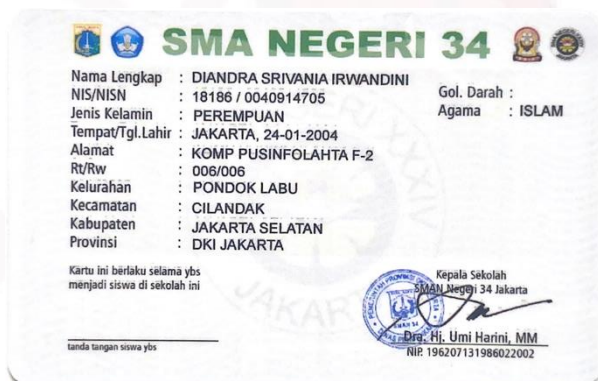 SMA NEGERI 34
Nama Lengkap : DIANDRA SRIVANIA IRWANDINI
NIS/NISN : 18186 / 0040914705
Gol. Darah :
Jenis Kelamin : PEREMPUAN
Agama : ISLAM
Tempat/Tgl.Lahir : JAKARTA, 24-01-2004
Alamat : KOMP PUSINFOLAHTA F-2
Rt/Rw : 006/006
Kelurahan : PONDOK LABU
Kecamatan : CILANDAK
Kabupaten : JAKARTA SELATAN
Provinsi : DKI JAKARTA
Kartu ini berlaku selama ybs
menjadi siswa di sekolah ini
Kepala Sekolah
SMAN Negeri 34 Jakarta
Dra. Hj. Umi Harini, MM
NIP. 196207131986022002
tanda tangan siswa ybs